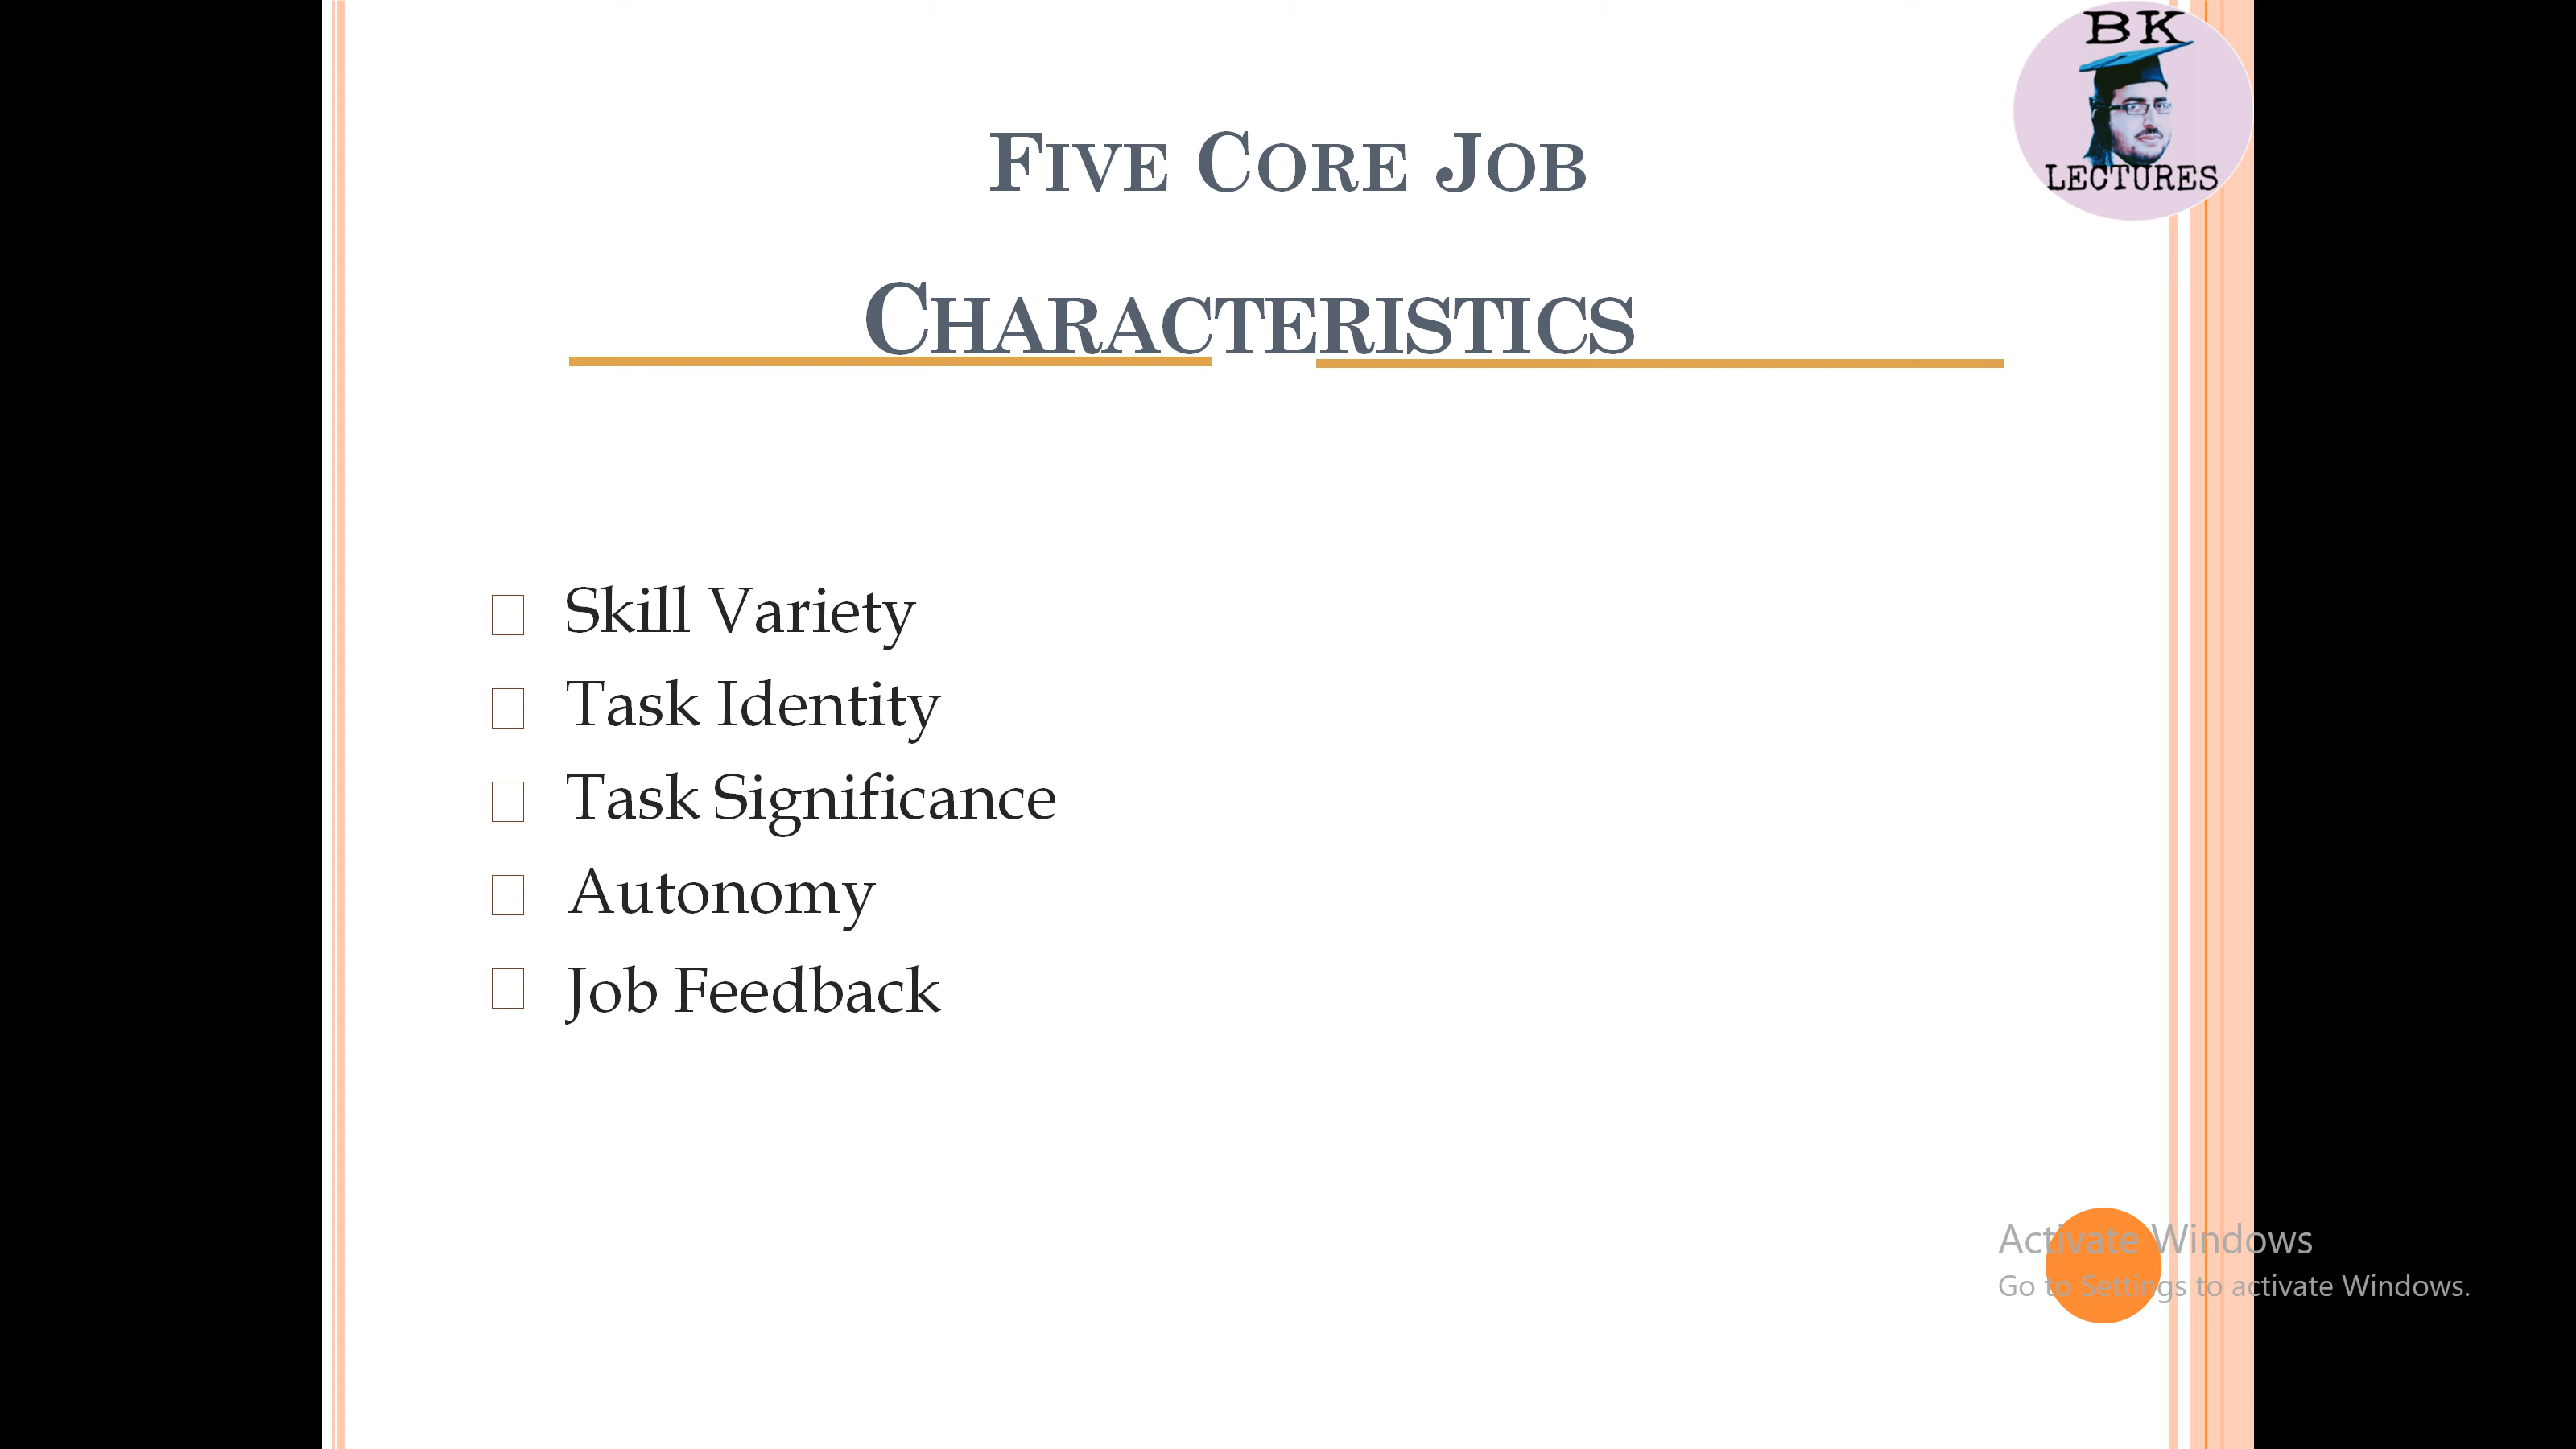 BK
LECTURES
Five Core Job
Characteristics
Skill Variety
Task Identity
Task Significance
Autonomy
Job Feedback
Activate Windows
Go to Settings to activate Windows.